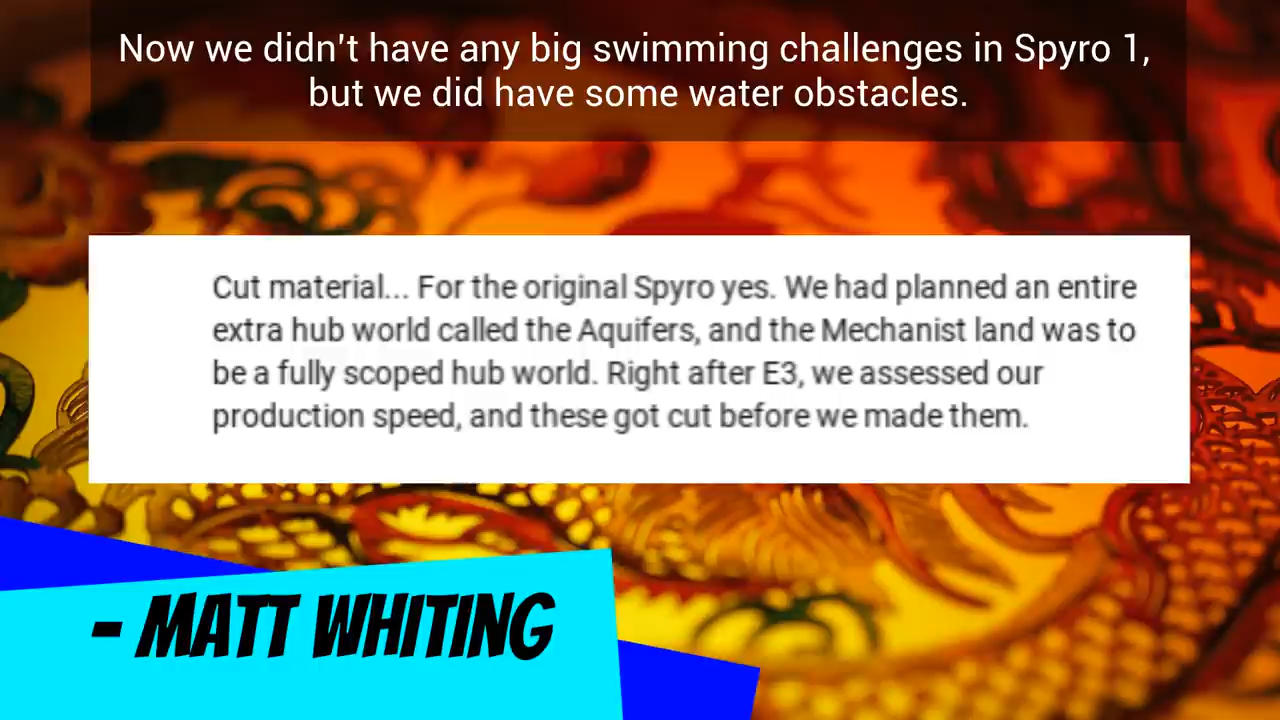 Now we didn't have any big swimming challenges in Spyro 1,
but we did have some water obstacles.
Cut material... For the original Spyro yes. We had planned an entire
extra hub world called the Aquifers, and the Mechanist land was to
be a fully scoped hub world. Right after E3, we assessed our
production speed, and these got cut before we made them.
- MATT WHITING